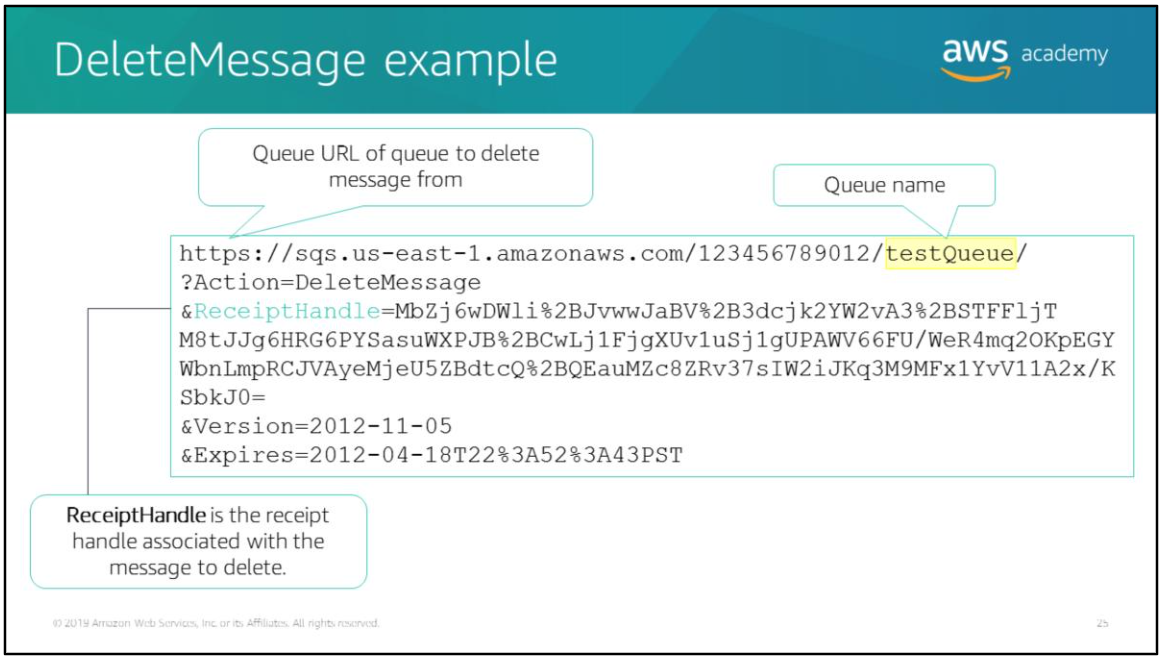 DeleteMessage example
aws academy
Queue URL of queue to delete
message from
Queue name
https://sqs.us-east-1.amazonaws.com/123456789012/testQueue/
?Action=DeleteMessage
&ReceiptHandle=MbZj6wDWli%2BJvwwJaBV%2B3dcjk2YW2vA3%2BSTFFljT
M8tJJg6HRG6PYSasuWXPJB%2BCwLj1FjgXUv1uSj1gUPAWV66FU/WeR4mq2OKpEGY
WbnLmpRCJVAyeMjeU5ZBdtcQ%2BQEauMZc8ZRv37sIW2iJKq3M9MFx1YvV11A2x/K
SbkJ0=
&Version=2012-11-05
&Expires=2012-04-18T22%3A52%3A43PST
ReceiptHandle is the receipt
handle associated with the
message to delete.
© 2019 Amazon Web Services, Inc. or its Affiliates. All rights reserved.
25